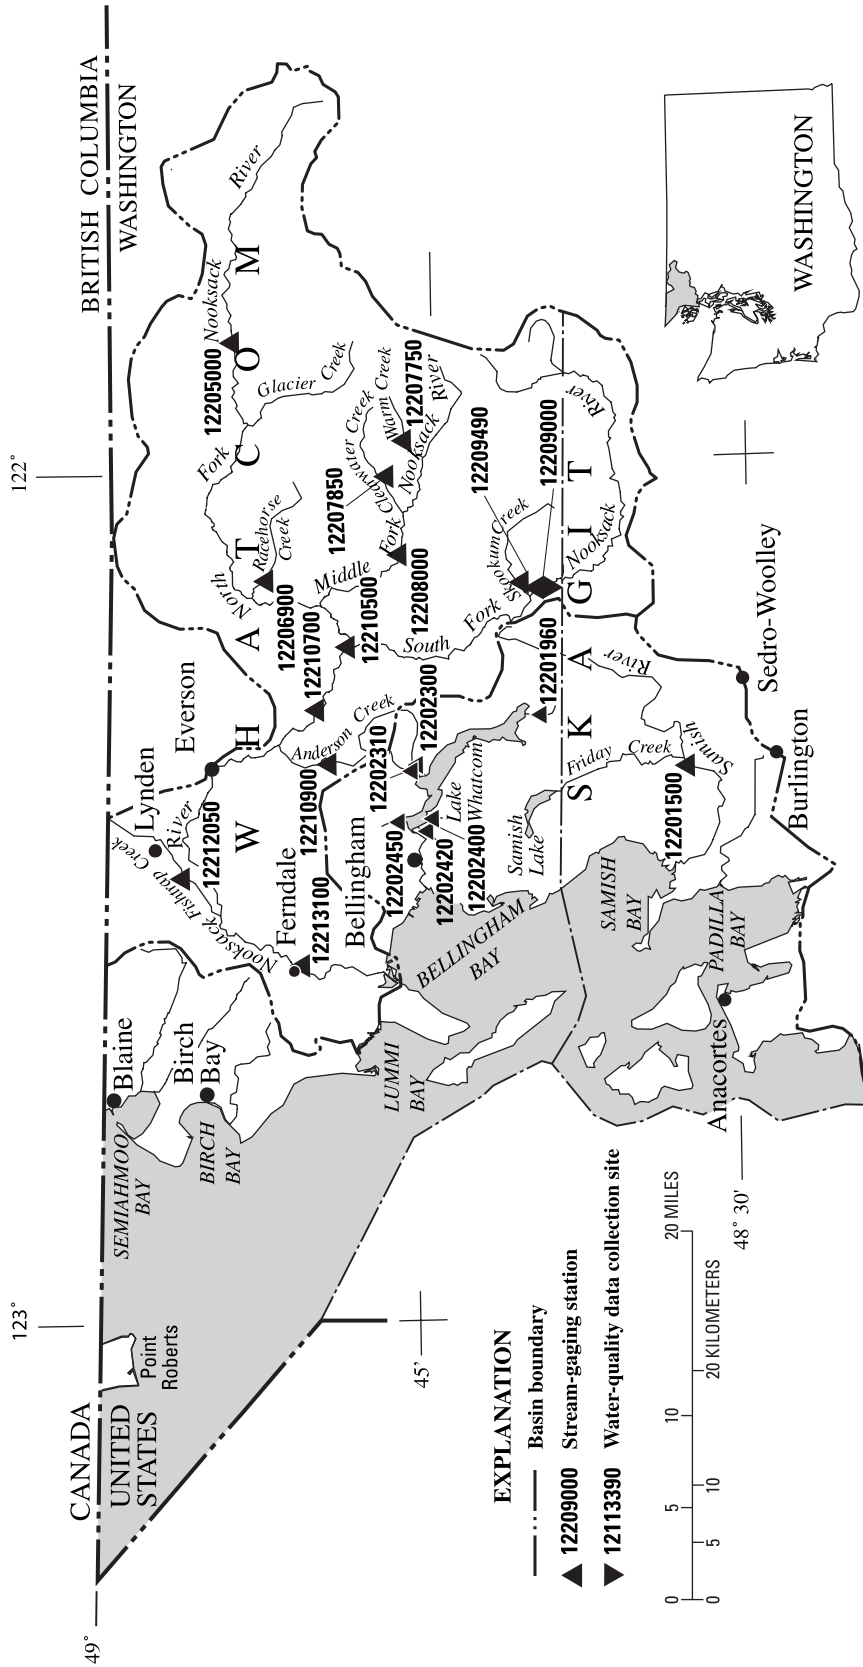 49°
123°
122°
CANADA
UNITED
STATES
BRITISH COLUMBIA
WASHINGTON
Point
Roberts
SEMIAHMOO
BAY
Blaine
Birch
Bay
BIRCH
BAY
LUMMI
BAY
Lynden
Everson
Fishtrap Creek
River
Nooksack
12212050
Ferndale
12213100
WHATCOM
North
Fork
Nooksack
River
12205000
Glacier Creek
Racehorse
Creek
12206900
12210700
12210500
12210900
Anderson Creek
Middle
Fork
Nooksack
River
Clearwater Creek
Warm Creek
12207750
12207850
12208000
South
Fork
Nooksack
River
Skookum Creek
12209490
12209000
Bellingham
12202310
12202300
12202450
12202420
12202400
Lake
Whatcom
12201960
BELLINGHAM
BAY
Samish
Lake
Friday Creek
Samish
River
12201500
SKAGIT
SAMISH
BAY
PADILLA
BAY
Anacortes
Burlington
Sedro-Woolley
WASHINGTON
45'
48° 30'
EXPLANATION
Basin boundary
12209000 Stream-gaging station
12113390 Water-quality data collection site
0 5 10 20 MILES
0 5 10 20 KILOMETERS